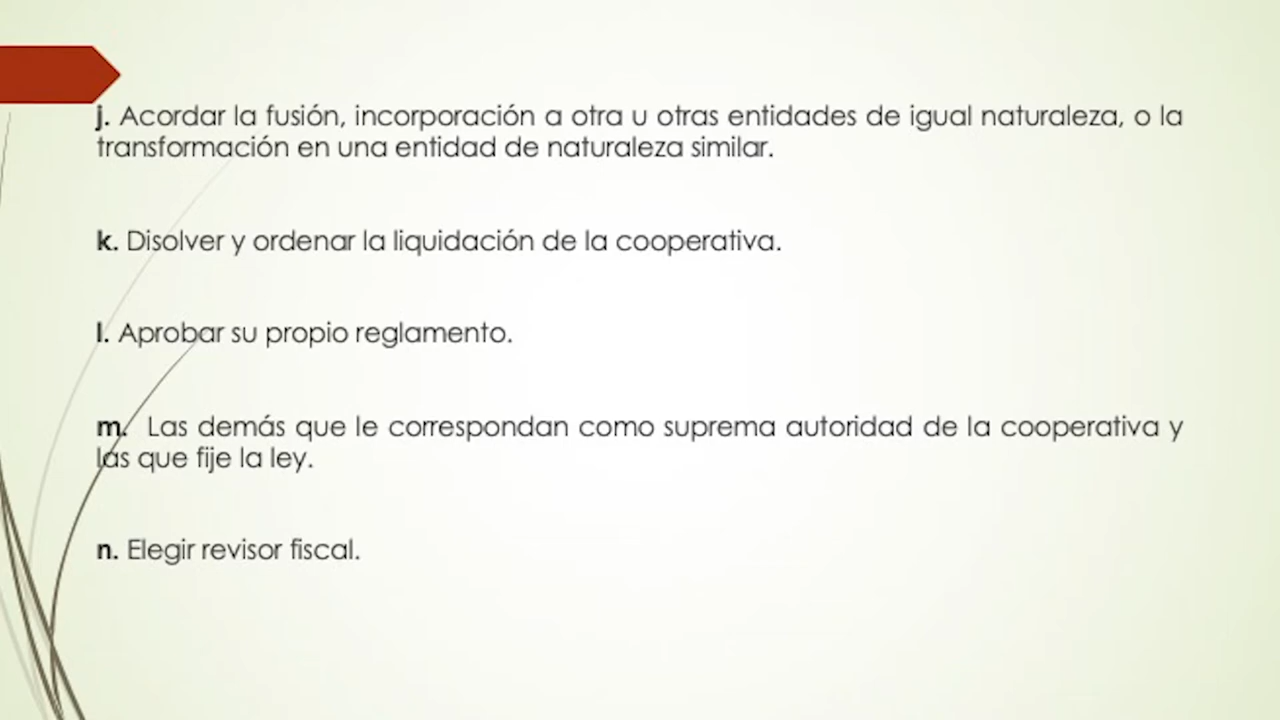 j. Acordar la fusión, incorporación a otra u otras entidades de igual naturaleza, o la
transformación en una entidad de naturaleza similar.
k. Disolver y ordenar la liquidación de la cooperativa.
l. Aprobar su propio reglamento.
m. Las demás que le correspondan como suprema autoridad de la cooperativa y
las que fije la ley.
n. Elegir revisor fiscal.